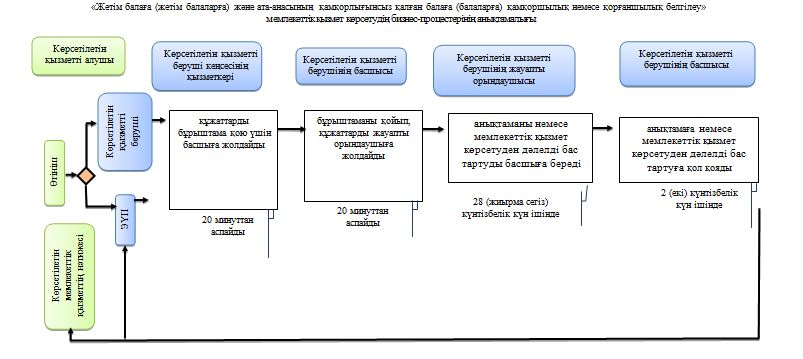 «Жетім балаға (жетім балаларға) және ата-анасының қамқорлығынсыз қалған балаға (балаларға) қамқоршылық немесе қорғаншылық белгілеу»
мемлекеттік қызмет көрсетудің бизнес-процестерінің анықтамалығы
Көрсетілетін
қызметті алушы
Көрсетілетін қызметті
беруші кеңсесінің
қызметкері
Көрсетілетін қызметті
берушінің басшысы
Көрсетілетін қызметті
берушінің жауапты
орындаушысы
Көрсетілетін қызметті
берушінің басшысы
Өтініш
Көрсетілетін
қызметті
беруші
ЭҮП
құжаттарды
бұрыштама қою үшін
басшыға жолдайды
20 минуттан
аспайды
бұрыштаманы қойып,
құжаттарды жауапты
орындаушыға
жолдайды
20 минуттан
аспайды
анықтаманы немесе
мемлекеттік қызмет
көрсетуден дәлелді бас
тартуды басшыға береді
28 (жиырма сегіз)
күнтізбелік күн ішінде
анықтамаға немесе
мемлекеттік қызмет
көрсетуден дәлелді бас
тартуға қол қояды
2 (екі) күнтізбелік
күн ішінде
Көрсетілетін
мемлекеттік
қызметтің нәтижесі